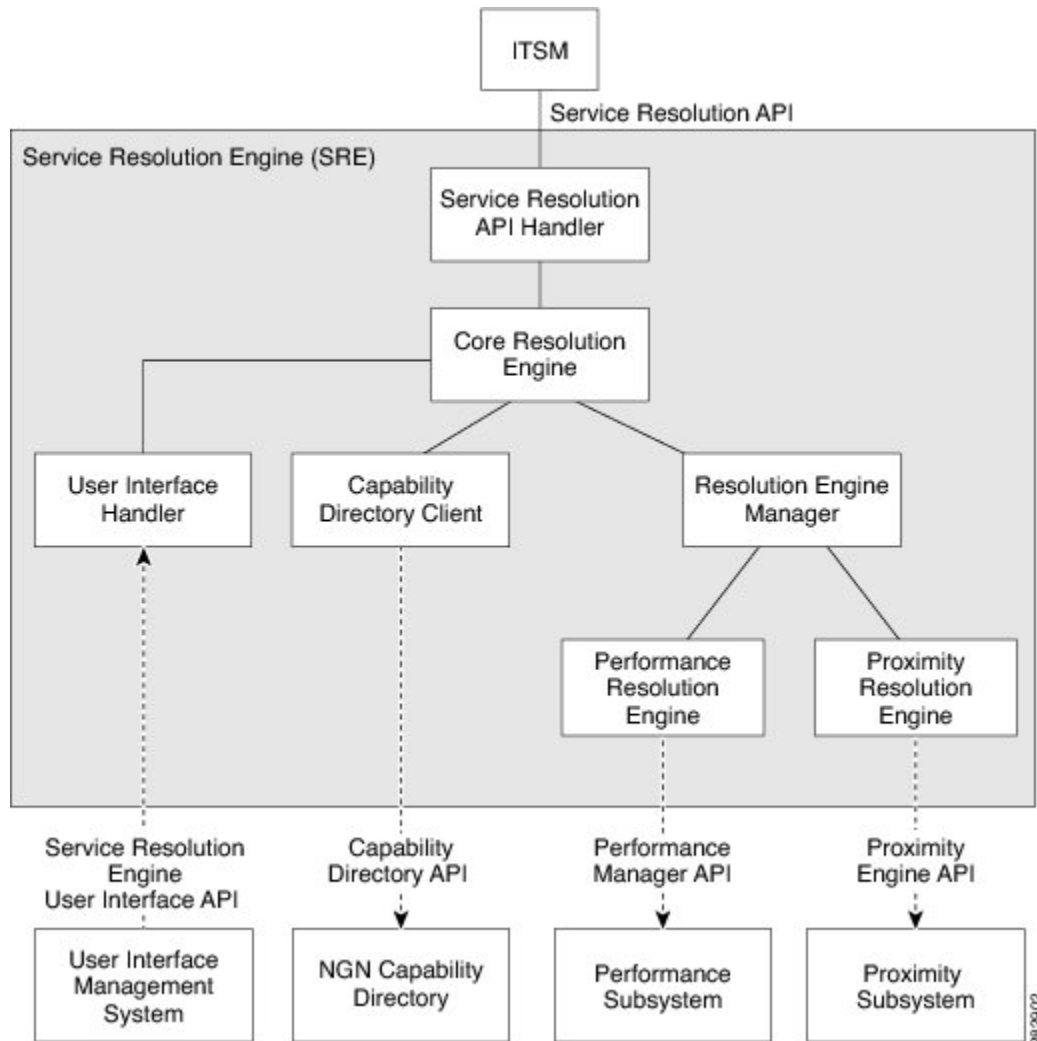 ITSM
Service Resolution API
Service Resolution Engine (SRE)
Service Resolution
API Handler
Core Resolution
Engine
User Interface
Handler
Capability
Directory Client
Resolution Engine
Manager
Performance
Resolution
Engine
Proximity
Resolution
Engine
Service Resolution
Engine
User Interface API
Capability
Directory API
Performance
Manager API
Proximity
Engine API
User Interface
Management
System
NGN Capability
Directory
Performance
Subsystem
Proximity
Subsystem